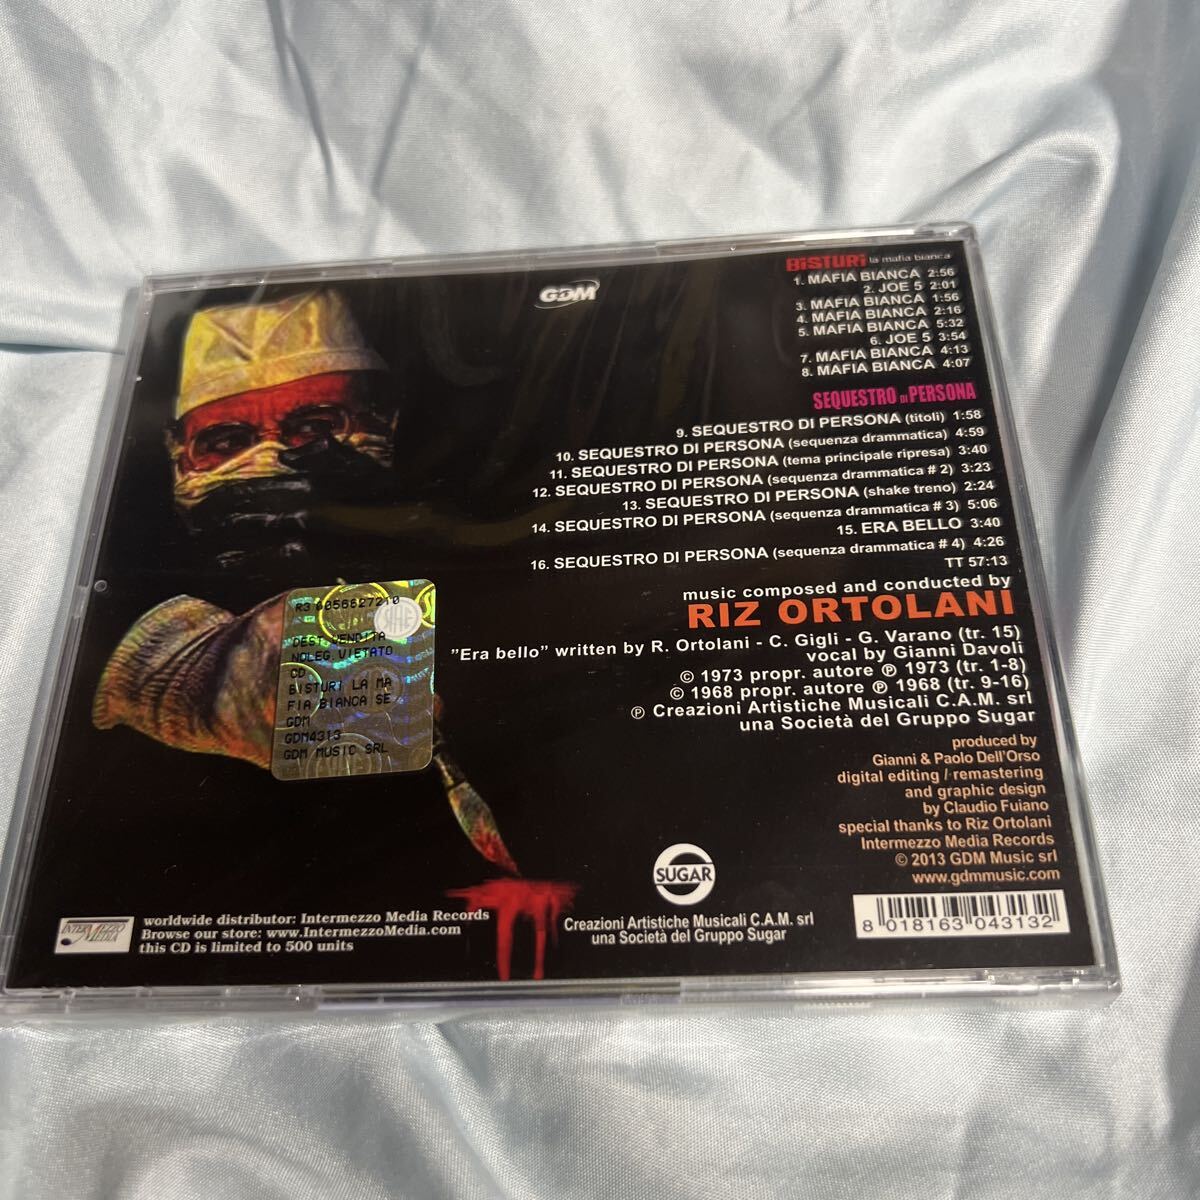 GDM
BiSTURi la mafia bianca
1. MAFIA BIANCA 2:56
2. JOE 5 2:01
3. MAFIA BIANCA 1:56
4. MAFIA BIANCA 2:16
5. MAFIA BIANCA 5:32
6. JOE 5 3:54
7. MAFIA BIANCA 4:13
8. MAFIA BIANCA 4:07
SEQUESTRO DI PERSONA
9. SEQUESTRO DI PERSONA (titoli) 1:58
10. SEQUESTRO DI PERSONA (sequenza drammatica) 4:59
11. SEQUESTRO DI PERSONA (tema principale ripresa) 3:40
12. SEQUESTRO DI PERSONA (sequenza drammatica # 2) 3:23
13. SEQUESTRO DI PERSONA (shake treno) 2:24
14. SEQUESTRO DI PERSONA (sequenza drammatica # 3) 5:06
15. ERA BELLO 3:40
16. SEQUESTRO DI PERSONA (sequenza drammatica # 4) 4:26
TT 57:13
music composed and conducted by
RIZ ORTOLANI
"Era bello" written by R. Ortolani - C. Gigli - G. Varano (tr. 15)
vocal by Gianni Davoli
© 1973 propr. autore ℗ 1973 (tr. 1-8)
© 1968 propr. autore ℗ 1968 (tr. 9-16)
℗ Creazioni Artistiche Musicali C.A.M. srl
una Società del Gruppo Sugar
produced by
Gianni & Paolo Dell'Orso
digital editing / remastering
and graphic design
by Claudio Fuiano
special thanks to Riz Ortolani
Intermezzo Media Records
© 2013 GDM Music srl
www.gdmmusic.com
8 018163 043132
SUGAR
Creazioni Artistiche Musicali C.A.M. srl
una Società del Gruppo Sugar
INTERMEZZO
MEDIA
worldwide distributor: Intermezzo Media Records
Browse our store: www.IntermezzoMedia.com
this CD is limited to 500 units
R3 0056827210
DEST.VENDITA
NOLEG.VIETATO
CD
BISTURI LA MA
FIA BIANCA SE
GDM
GDM4313
GDM MUSIC SRL